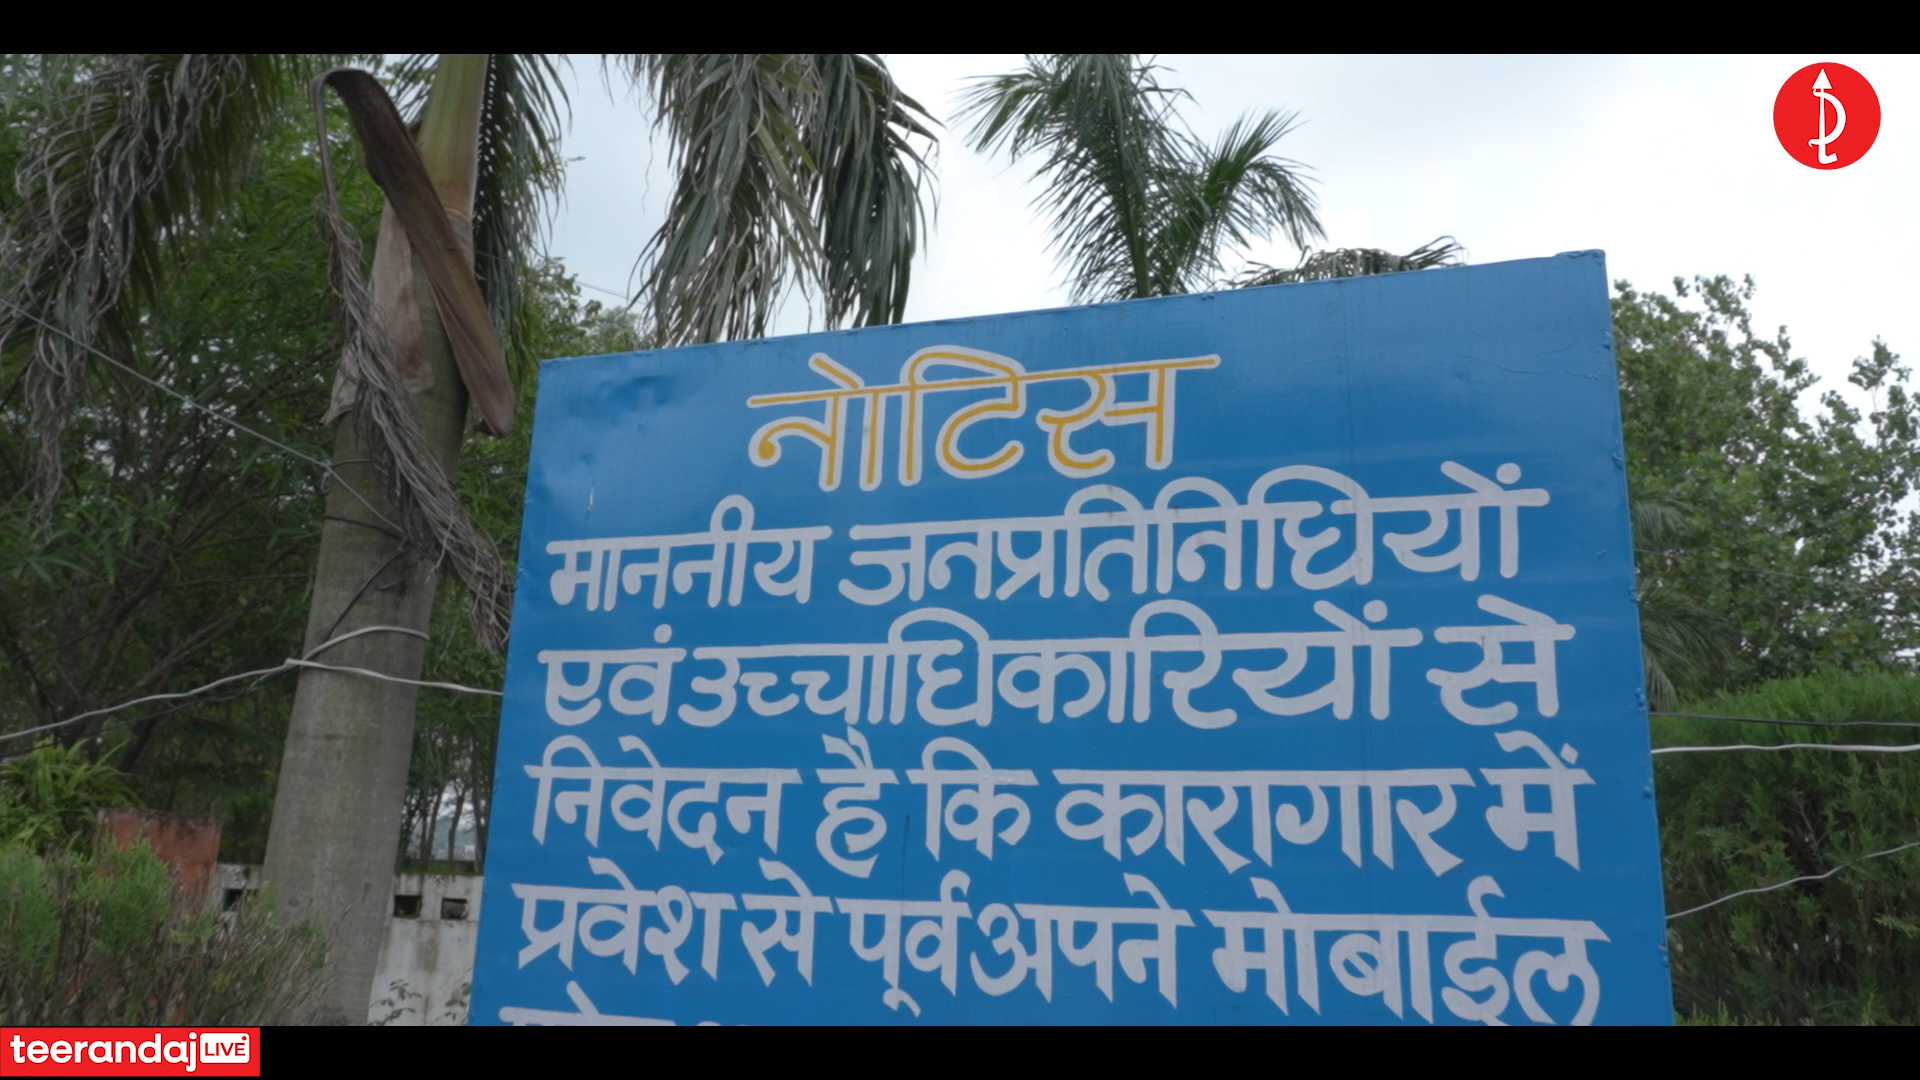 नोटिस
माननीय जनप्रतिनिधियों
एवं उच्चाधिकारियों से
निवेदन है कि कारागार में
प्रवेश से पूर्व अपने मोबाईल
teerandaj LIVE